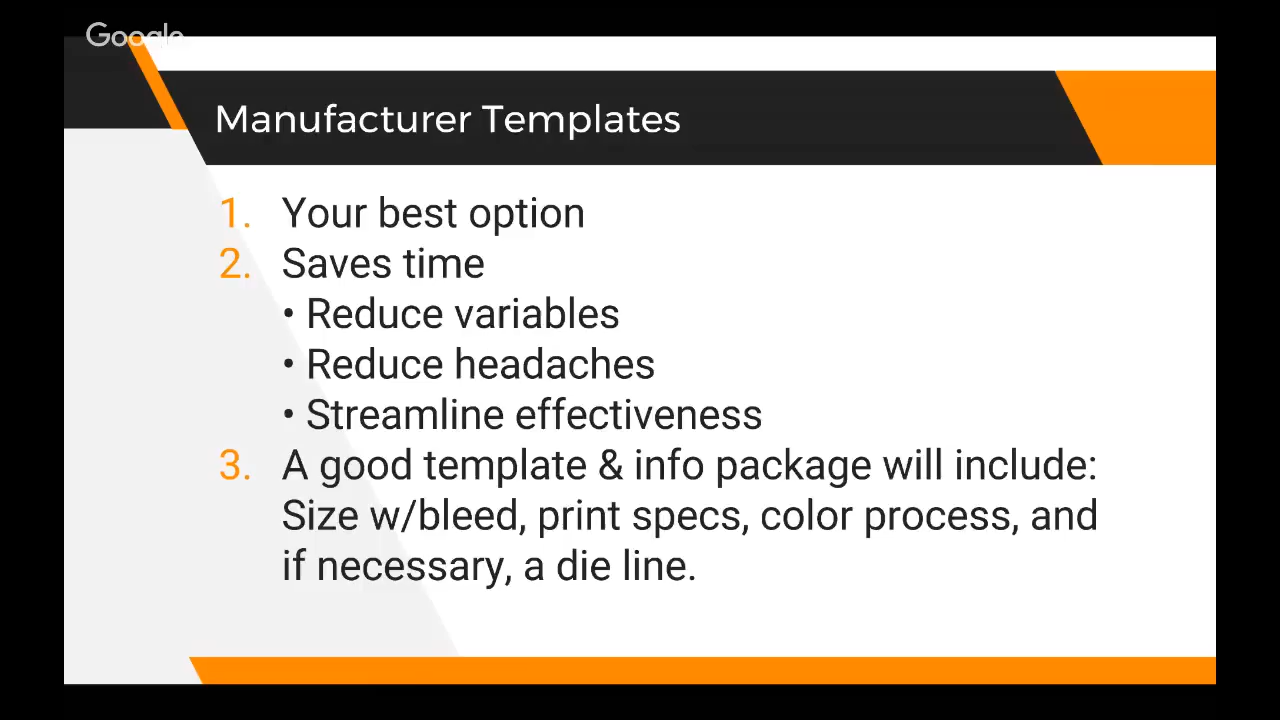 Google
Manufacturer Templates
1. Your best option
2. Saves time
• Reduce variables
• Reduce headaches
• Streamline effectiveness
3. A good template & info package will include:
Size w/bleed, print specs, color process, and
if necessary, a die line.